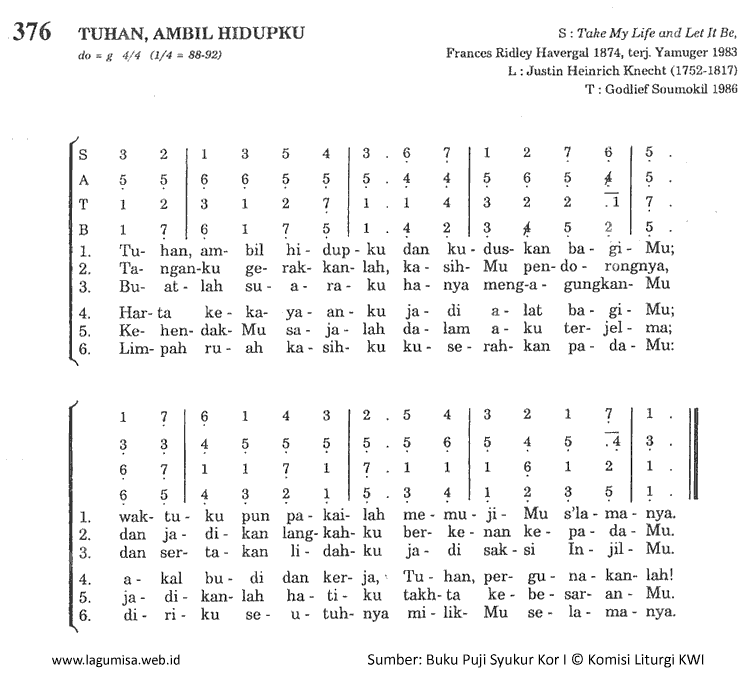 376 TUHAN, AMBIL HIDUPKU
do = g 4/4 (1/4 = 88-92)
S : Take My Life and Let It Be,
Frances Ridley Havergal 1874, terj. Yamuger 1983
L : Justin Heinrich Knecht (1752-1817)
T : Godlief Soumokil 1986
S 3 2 | 1 3 5 4 | 3 . 6 7 | 1 2 7 6 | 5 .
A 5 5 | 6 6 5 5 | 5 . 4 4 | 5 6 5 4 | 5 .
T 1 2 | 3 1 2 7 | 1 . 1 4 | 3 2 2 .1 | 7 .
B 1 7 | 6 1 7 5 | 1 . 4 2 | 3 4 5 2 | 5 .
1. Tu- han, am- bil hi- dup- ku dan ku- dus- kan ba- gi- Mu;
2. Ta- ngan-ku ge- rak- kan- lah, ka- sih- Mu pen- do- rongnya,
3. Bu- at- lah su- a- ra- ku ha- nya meng-a- gungkan- Mu
4. Har- ta ke- ka- ya- an- ku ja- di a- lat ba- gi- Mu;
5. Ke- hen- dak- Mu sa- ja- lah da- lam a- ku ter- jel- ma;
6. Lim- pah ru- ah ka- sih- ku ku- se- rah- kan pa- da- Mu:
1 7 | 6 1 4 3 | 2 . 5 4 | 3 2 1 7 | 1 .
3 3 | 4 5 5 5 | 5 . 5 6 | 5 4 5 .4 | 3 .
6 7 | 1 1 7 1 | 7 . 1 1 | 1 6 1 2 | 1 .
6 5 | 4 3 2 1 | 5 . 3 4 | 1 2 3 5 | 1 .
1. wak- tu- ku pun pa- kai- lah me- mu- ji- Mu s'la- ma- nya.
2. dan ja- di- kan lang- kah- ku ber- ke- nan ke- pa- da- Mu.
3. dan ser- ta- kan li- dah- ku ja- di sak- si In- jil- Mu.
4. a- kal bu- di dan ker- ja, Tu- han, per- gu- na- kan- lah!
5. ja- di- kan- lah ha- ti- ku takh- ta ke- be- sar- an- Mu.
6. di- ri- ku se- u- tuh- nya mi- lik- Mu se- la- ma- nya.
www.lagumisa.web.id Sumber: Buku Puji Syukur Kor I © Komisi Liturgi KWI